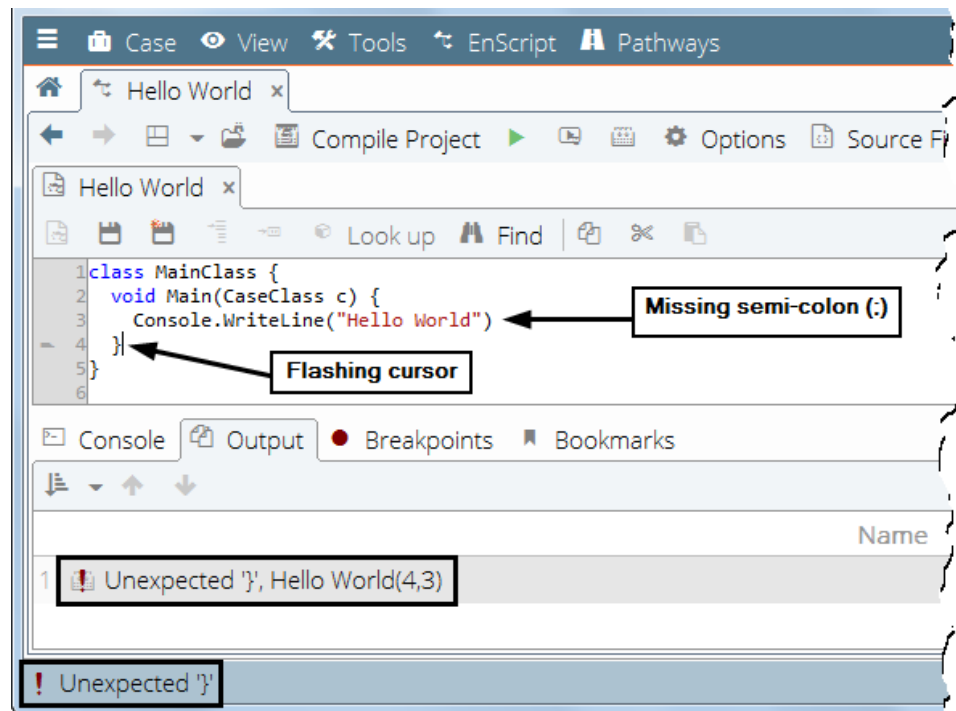 Case View Tools EnScript Pathways
Hello World x
Compile Project Options Source Fi
Hello World x
Look up Find
1 class MainClass {
2 void Main(CaseClass c) {
3 Console.WriteLine("Hello World")
Missing semi-colon (;)
4 }
Flashing cursor
5 }
6
Console Output Breakpoints Bookmarks
Name
1 Unexpected '}', Hello World(4,3)
! Unexpected '}'